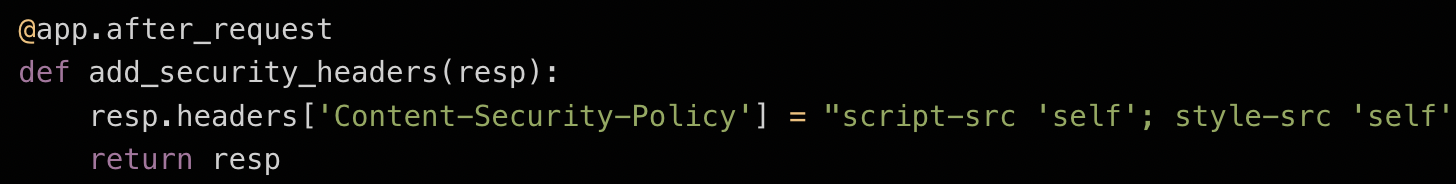 @app.after_request
def add_security_headers(resp):
    resp.headers['Content-Security-Policy'] = "script-src 'self'; style-src 'self'
    return resp